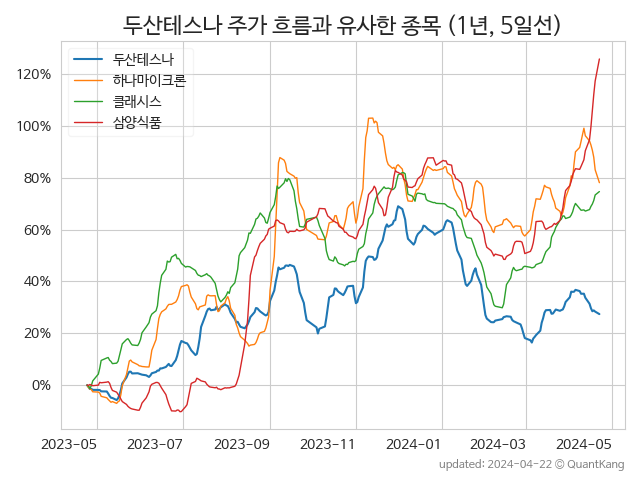 두산테스나 주가 흐름과 유사한 종목 (1년, 5일선)
두산테스나
하나마이크론
클래시스
삼양식품
120%
100%
80%
60%
40%
20%
0%
2023-05 2023-07 2023-09 2023-11 2024-01 2024-03 2024-05
updated: 2024-04-22 © QuantKang